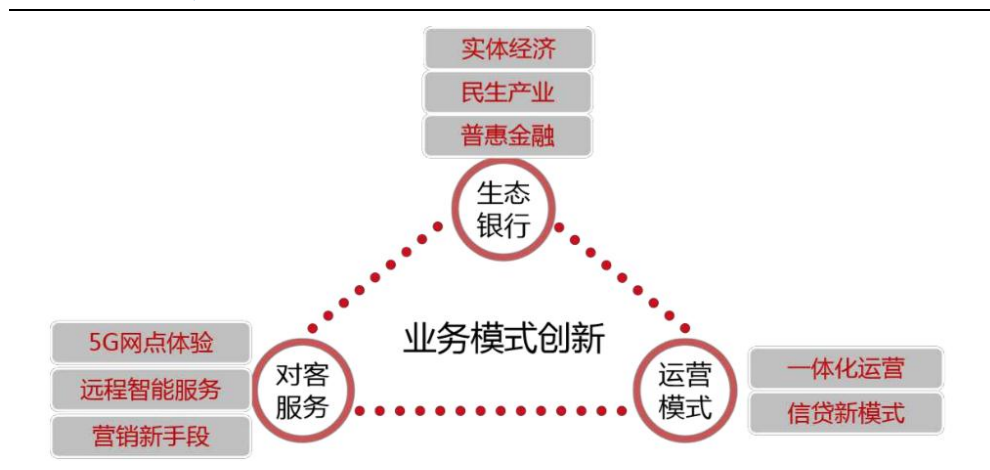 实体经济
民生产业
普惠金融
生态
银行
业务模式创新
5G网点体验
远程智能服务
营销新手段
对客
服务
运营
模式
一体化运营
信贷新模式